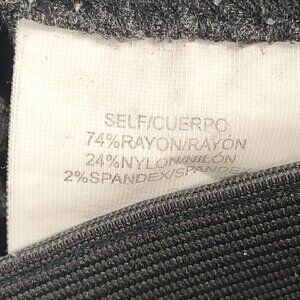 SELF/CUERPO
74%RAYON/RAYÓN
24%NYLON/NILÓN
2%SPANDEX/SPANDEX